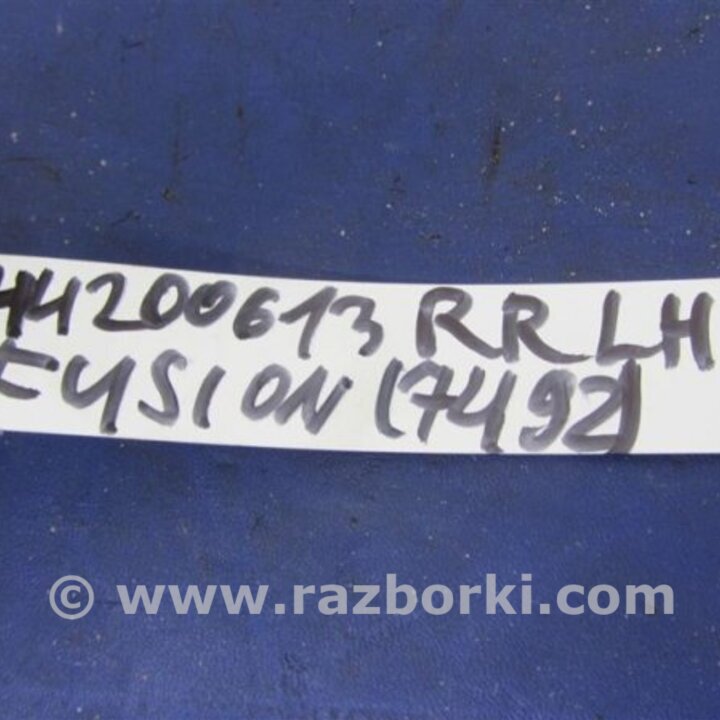 44200613 RR LH
FUSION (7492)
© www.razborki.com